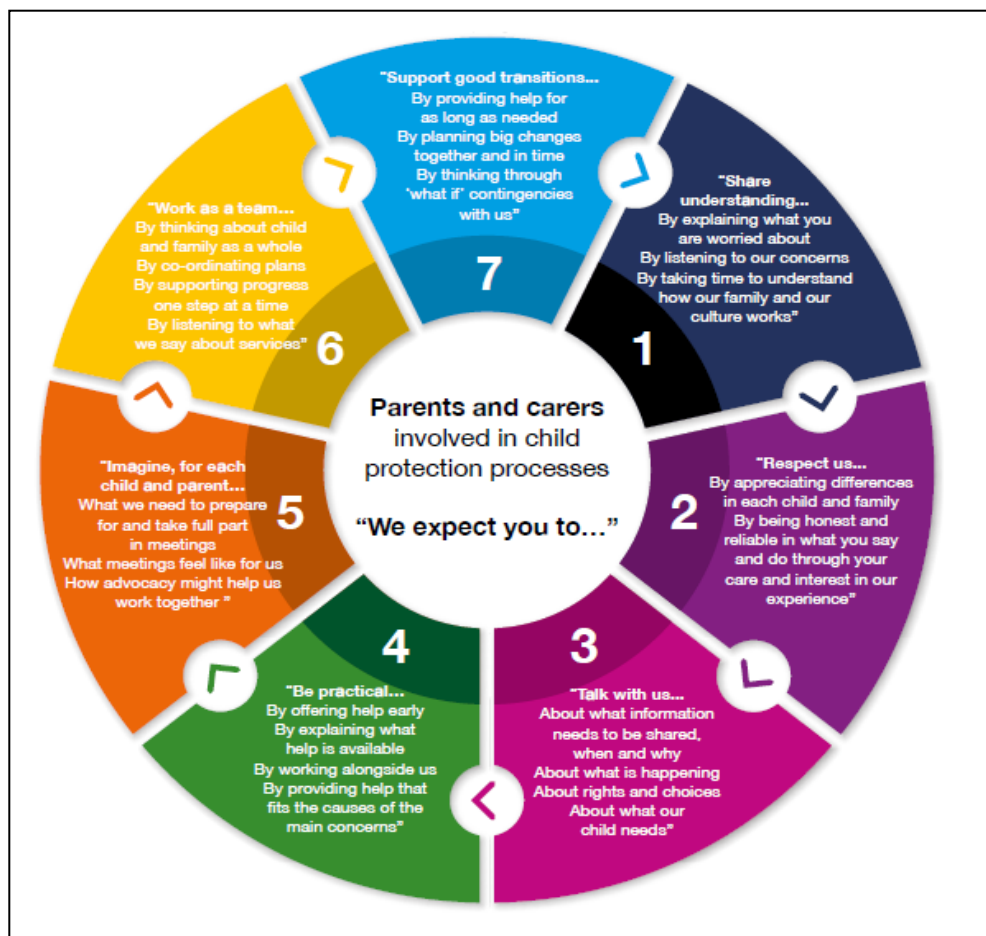 Parents and carers
involved in child
protection processes
“We expect you to…”
1
"Share
understanding...
By explaining what you
are worried about
By listening to our concerns
By taking time to understand
how our family and our
culture works”
2
"Respect us...
By appreciating differences
in each child and family
By being honest and
reliable in what you say
and do through your
care and interest in our
experience”
3
"Talk with us...
About what information
needs to be shared,
when and why
About what is happening
About rights and choices
About what our
child needs”
4
"Be practical...
By offering help early
By explaining what
help is available
By working alongside us
By providing help that
fits the causes of the
main concerns”
5
"Imagine, for each
child and parent...
What we need to prepare
for and take full part
in meetings
What meetings feel like for us
How advocacy might help us
work together ”
6
"Work as a team...
By thinking about child
and family as a whole
By co-ordinating plans
By supporting progress
one step at a time
By listening to what
we say about services”
7
"Support good transitions...
By providing help for
as long as needed
By planning big changes
together and in time
By thinking through
‘what if’ contingencies
with us”